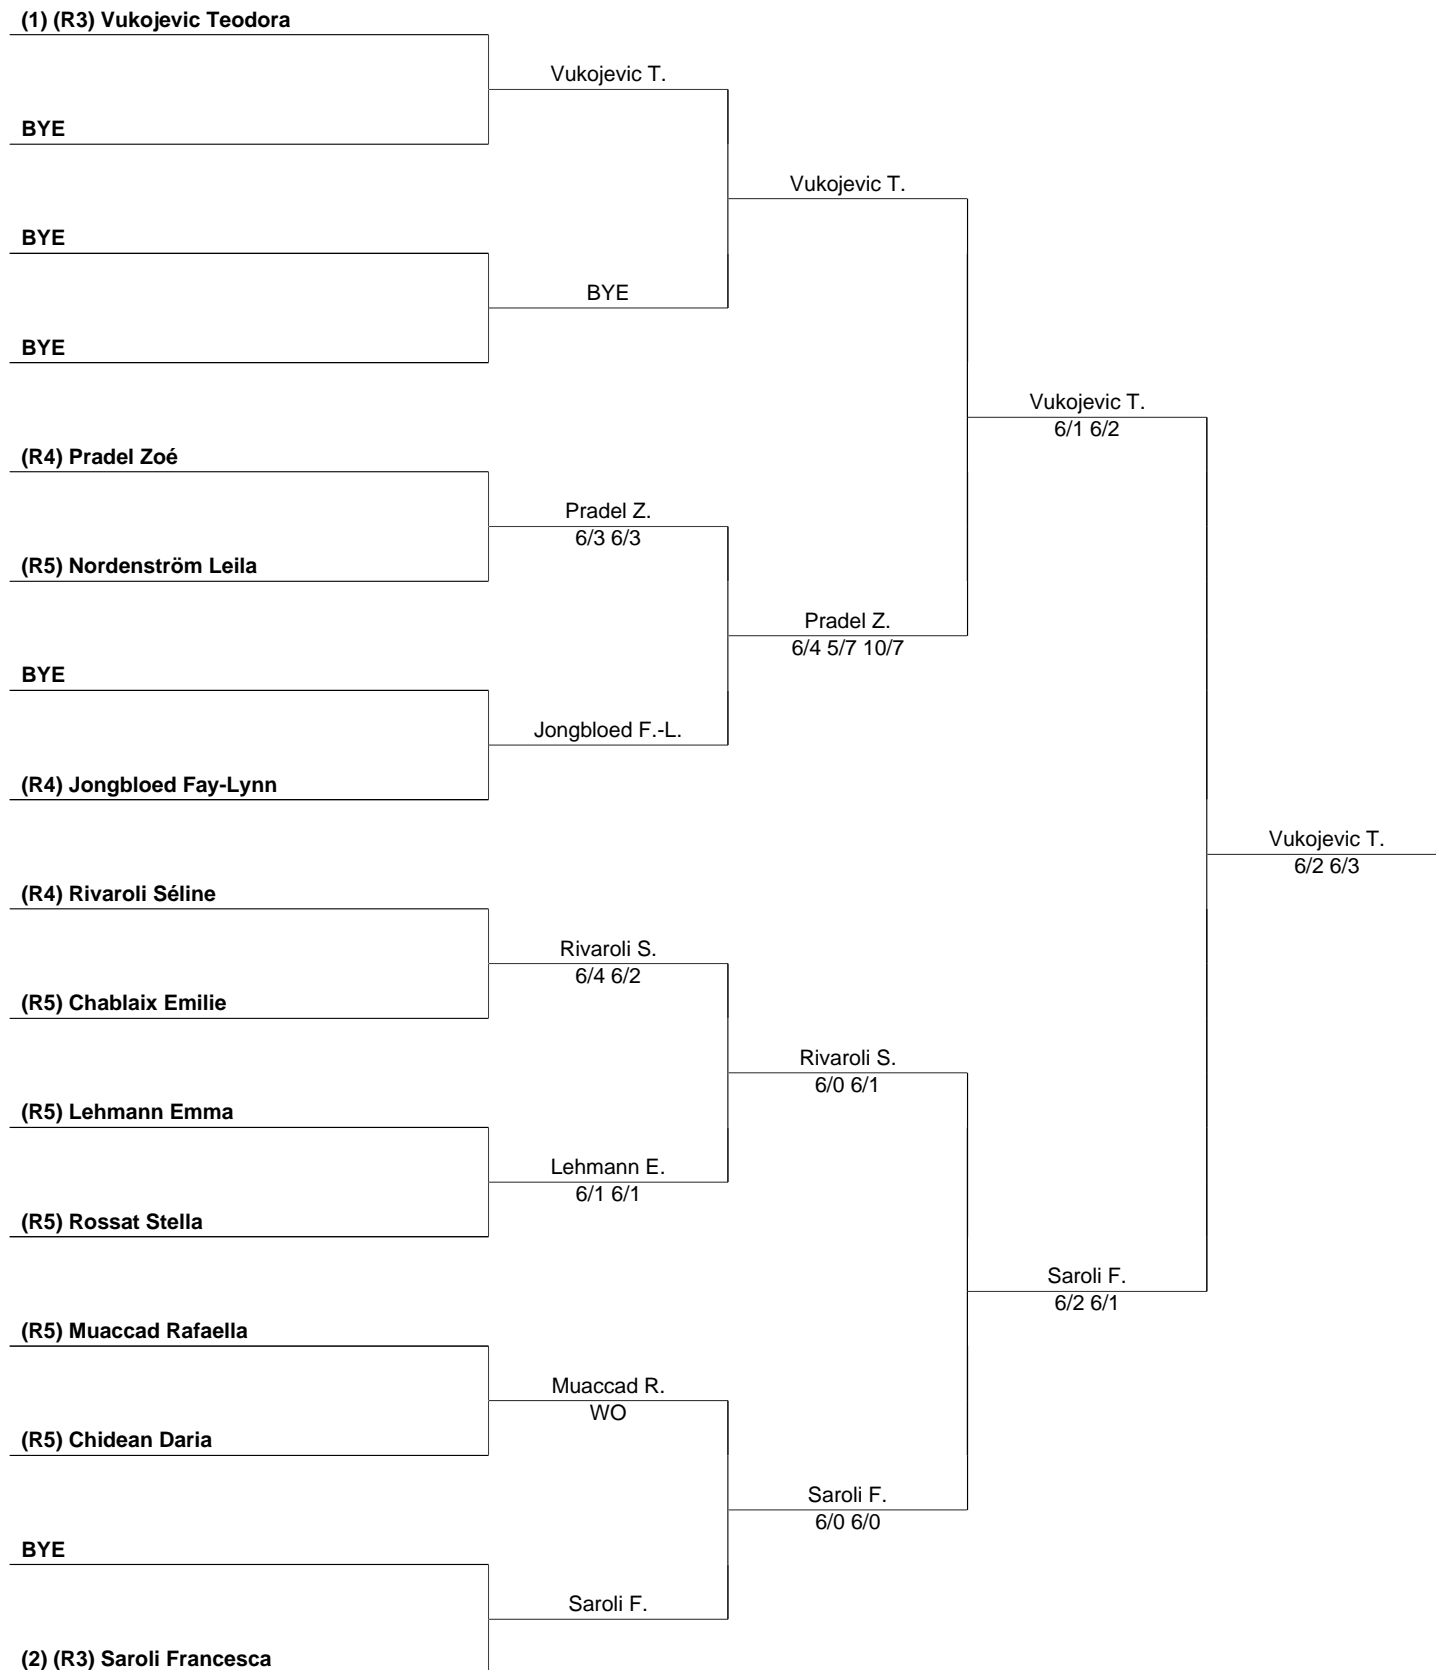 (1) (R3) Vukojevic Teodora
Vukojevic T.
BYE
Vukojevic T.
BYE
BYE
BYE
Vukojevic T.
6/1 6/2
(R4) Pradel Zoé
Pradel Z.
6/3 6/3
(R5) Nordenström Leila
Pradel Z.
6/4 5/7 10/7
BYE
Jongbloed F.-L.
(R4) Jongbloed Fay-Lynn
Vukojevic T.
6/2 6/3
(R4) Rivaroli Séline
Rivaroli S.
6/4 6/2
(R5) Chablaix Emilie
Rivaroli S.
6/0 6/1
(R5) Lehmann Emma
Lehmann E.
6/1 6/1
(R5) Rossat Stella
Saroli F.
6/2 6/1
(R5) Muaccad Rafaella
Muaccad R.
WO
(R5) Chidean Daria
Saroli F.
6/0 6/0
BYE
Saroli F.
(2) (R3) Saroli Francesca